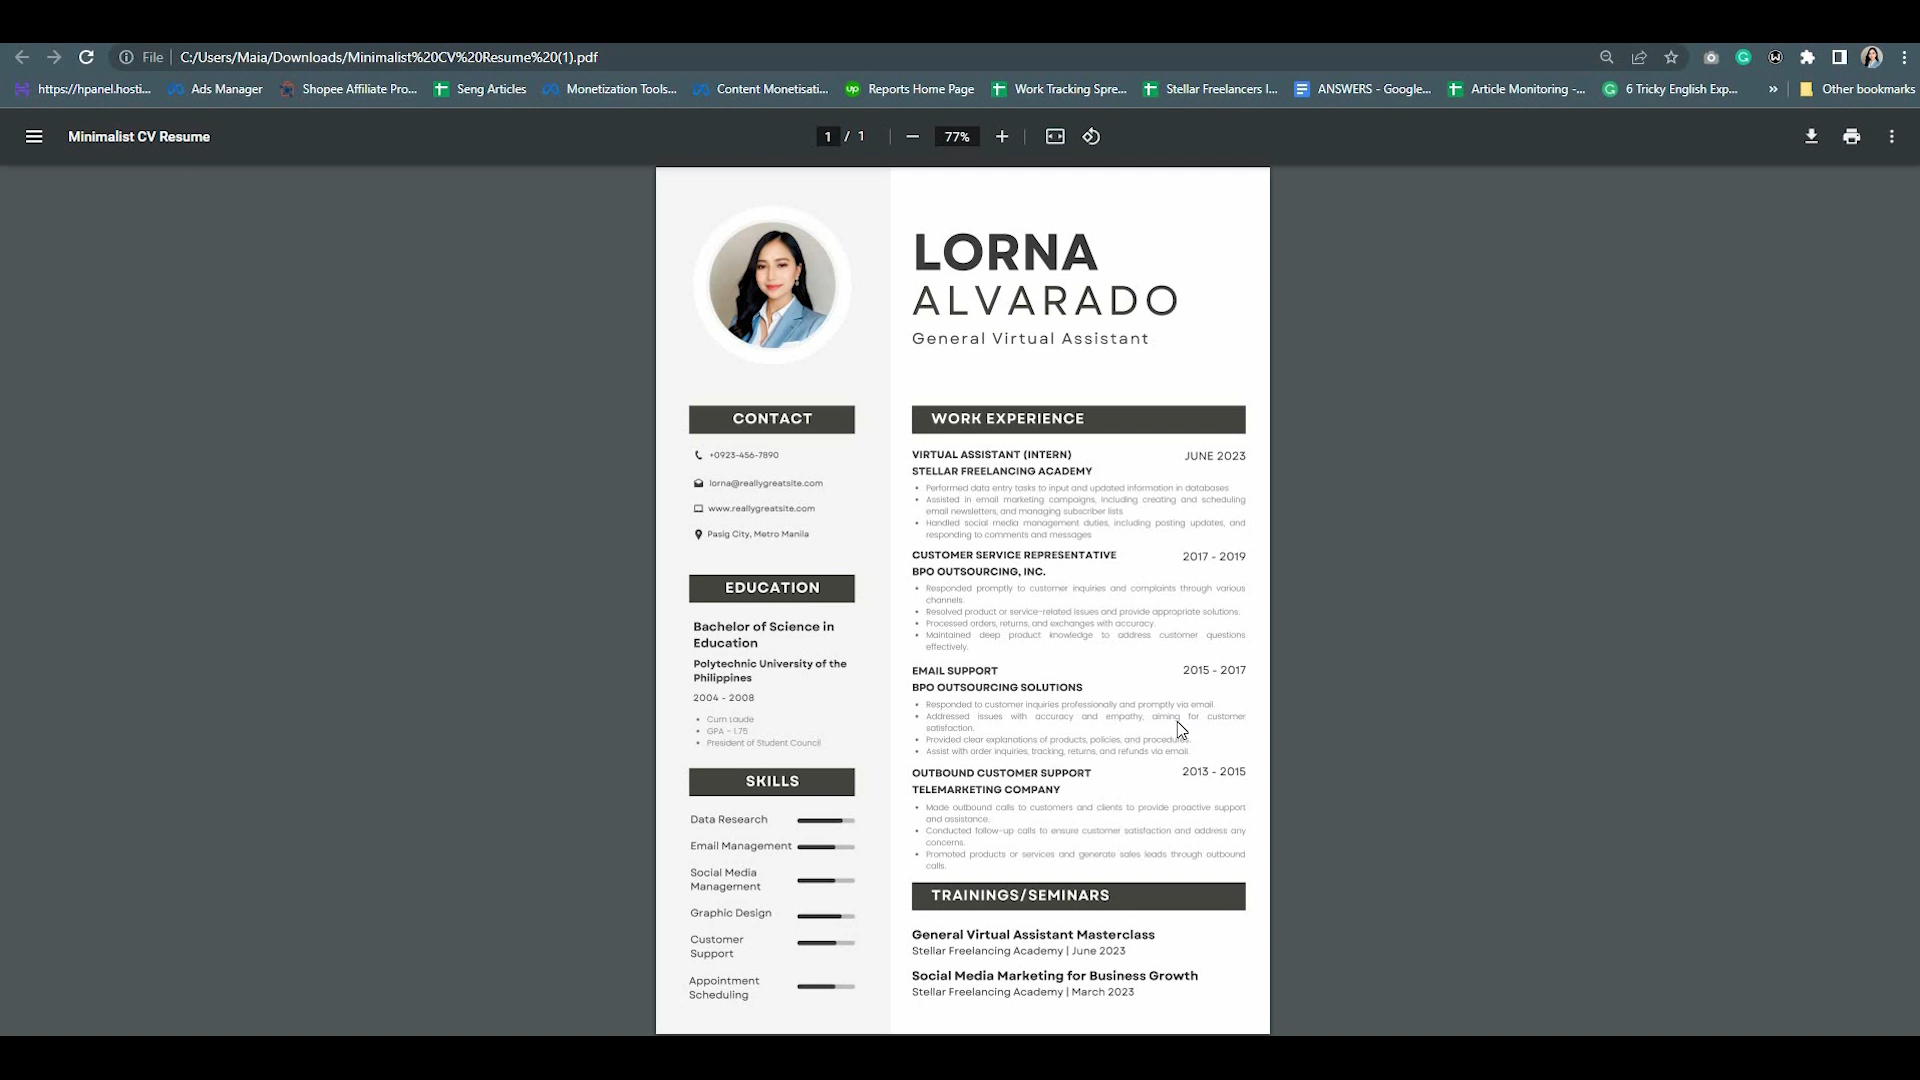 File
C:/Users/Maia/Downloads/Minimalist%20CV%20Resume%20(1).pdf
https://hpanel.hosti...
Ads Manager
Shopee Affiliate Pro...
Seng Articles
Monetization Tools...
Content Monetisati...
up
Reports Home Page
Work Tracking Spre...
Stellar Freelancers I...
ANSWERS - Google...
Article Monitoring -...
6 Tricky English Exp...
»
Other bookmarks
Minimalist CV Resume
1 / 1
77%
LORNA
ALVARADO
General Virtual Assistant
CONTACT
+0923-456-7890
lorna@reallygreatsite.com
www.reallygreatsite.com
Pasig City, Metro Manila
EDUCATION
Bachelor of Science in
Education
Polytechnic University of the
Philippines
2004 - 2008
• Cum Laude
• GPA - 1.75
• President of Student Council
SKILLS
Data Research
Email Management
Social Media
Management
Graphic Design
Customer
Support
Appointment
Scheduling
WORK EXPERIENCE
VIRTUAL ASSISTANT (INTERN)
JUNE 2023
STELLAR FREELANCING ACADEMY
• Performed data entry tasks to input and updated information in databases
• Assisted in email marketing campaigns, including creating and scheduling
email newsletters, and managing subscriber lists
• Handled social media management duties, including posting updates, and
responding to comments and messages
CUSTOMER SERVICE REPRESENTATIVE
2017 - 2019
BPO OUTSOURCING, INC.
• Responded promptly to customer inquiries and complaints through various
channels.
• Resolved product or service-related issues and provide appropriate solutions.
• Processed orders, returns, and exchanges with accuracy.
• Maintained deep product knowledge to address customer questions
effectively.
EMAIL SUPPORT
2015 - 2017
BPO OUTSOURCING SOLUTIONS
• Responded to customer inquiries professionally and promptly via email.
• Addressed issues with accuracy and empathy, aiming for customer
satisfaction.
• Provided clear explanations of products, policies, and procedures.
• Assist with order inquiries, tracking, returns, and refunds via email.
OUTBOUND CUSTOMER SUPPORT
2013 - 2015
TELEMARKETING COMPANY
• Made outbound calls to customers and clients to provide proactive support
and assistance.
• Conducted follow-up calls to ensure customer satisfaction and address any
concerns.
• Promoted products or services and generate sales leads through outbound
calls.
TRAININGS/SEMINARS
General Virtual Assistant Masterclass
Stellar Freelancing Academy | June 2023
Social Media Marketing for Business Growth
Stellar Freelancing Academy | March 2023